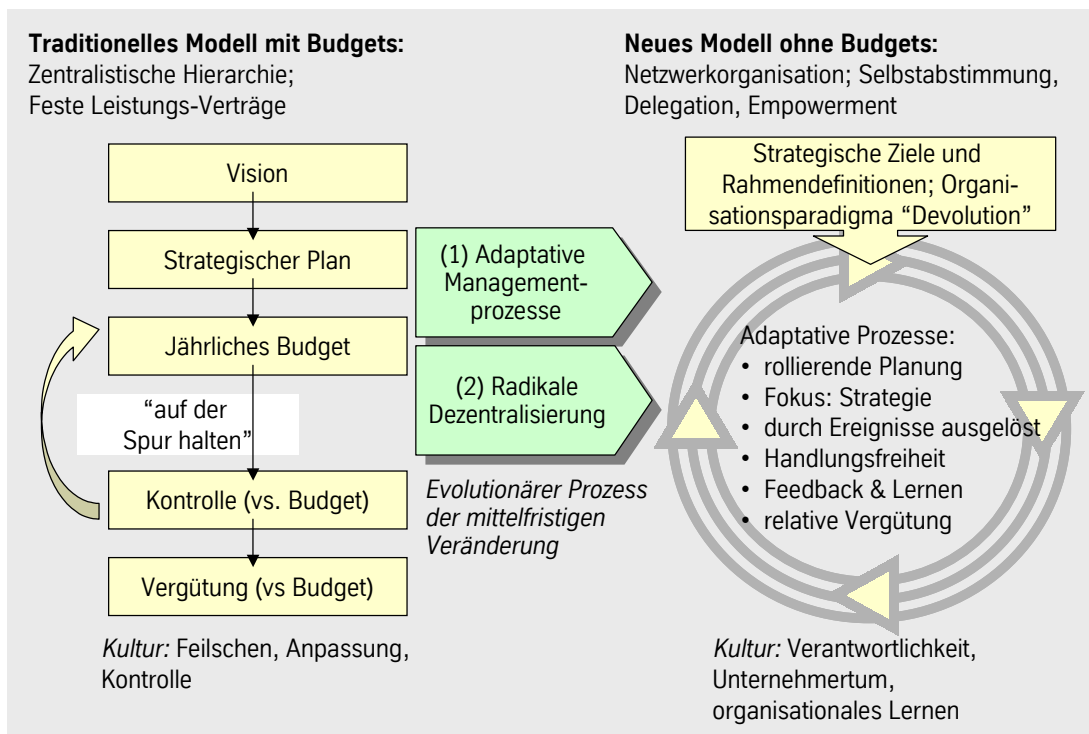 Traditionelles Modell mit Budgets:
Zentralistische Hierarchie;
Feste Leistungs-Verträge
Vision
Strategischer Plan
Jährliches Budget
“auf der
Spur halten”
Kontrolle (vs. Budget)
Vergütung (vs Budget)
Kultur: Feilschen, Anpassung,
Kontrolle
(1) Adaptative
Management-
prozesse
(2) Radikale
Dezentralisierung
Evolutionärer Prozess
der mittelfristigen
Veränderung
Neues Modell ohne Budgets:
Netzwerkorganisation; Selbstabstimmung,
Delegation, Empowerment
Strategische Ziele und
Rahmendefinitionen; Organi-
sationsparadigma “Devolution”
Adaptative Prozesse:
• rollierende Planung
• Fokus: Strategie
• durch Ereignisse ausgelöst
• Handlungsfreiheit
• Feedback & Lernen
• relative Vergütung
Kultur: Verantwortlichkeit,
Unternehmertum,
organisationales Lernen